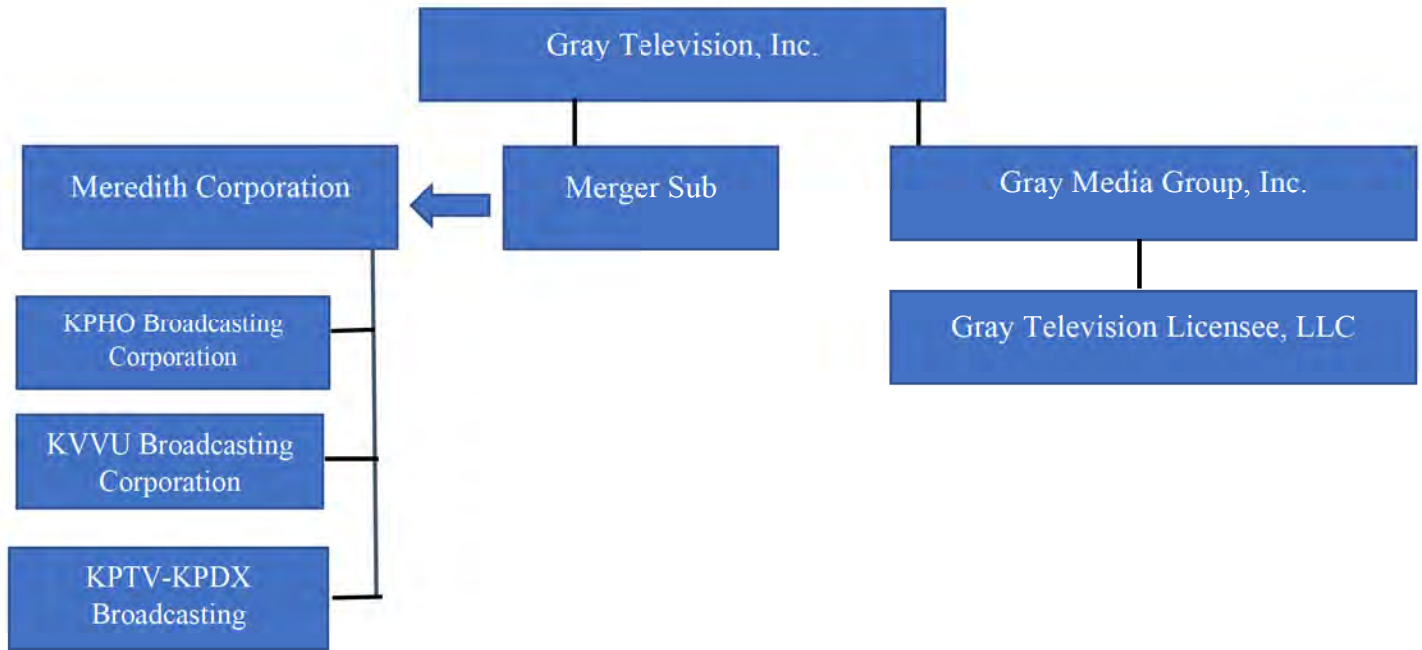 Gray Television, Inc.
Meredith Corporation
Merger Sub
Gray Media Group, Inc.
KPHO Broadcasting
Corporation
Gray Television Licensee, LLC
KVVU Broadcasting
Corporation
KPTV-KPDX
Broadcasting